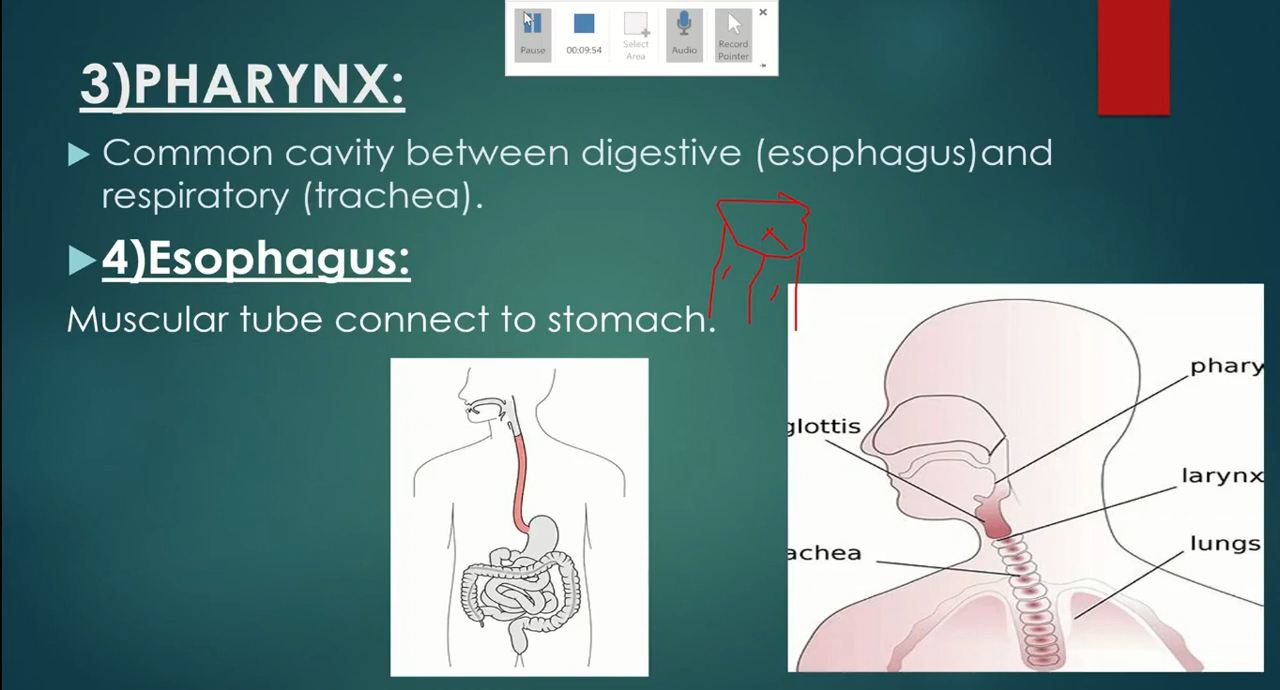 Pause
00:09:54
Select
Area
Audio
Record
Pointer
3)PHARYNX:
Common cavity between digestive (esophagus)and
respiratory (trachea).
4)Esophagus:
Muscular tube connect to stomach.
phary
glottis
larynx
lungs
achea